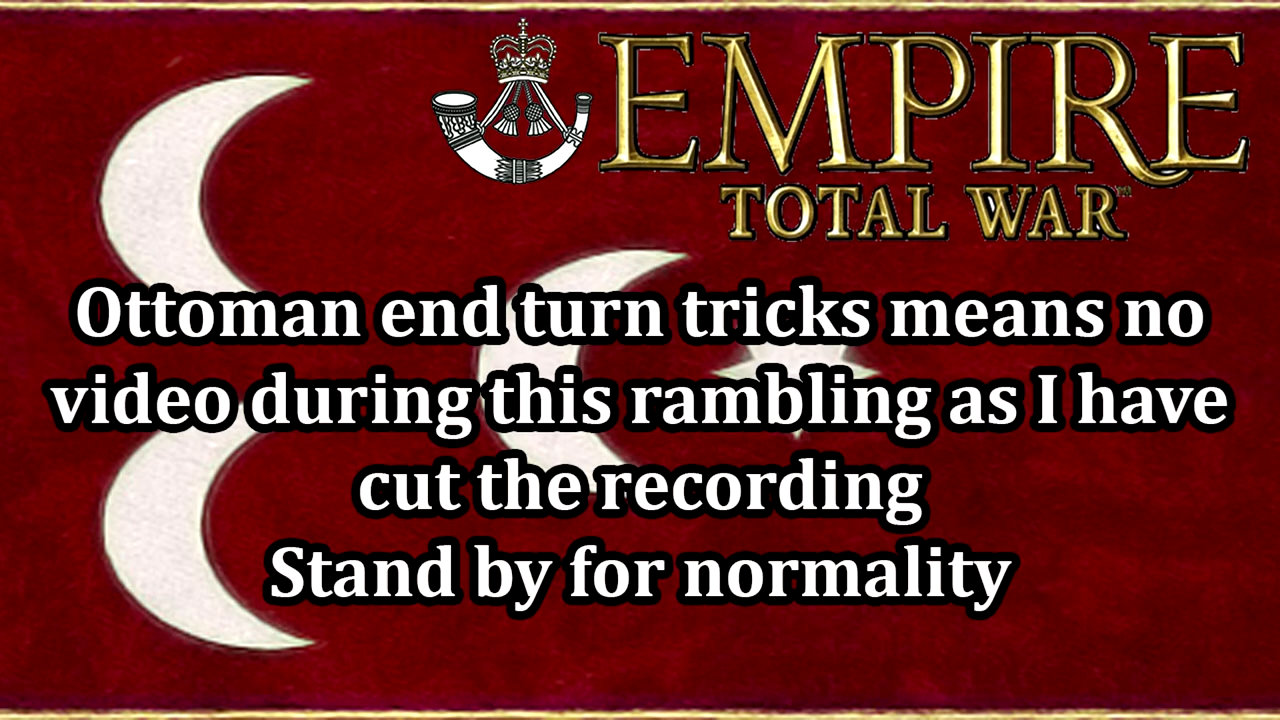 EMPIRE
TOTAL WAR™
Ottoman end turn tricks means no
video during this rambling as I have
cut the recording
Stand by for normality